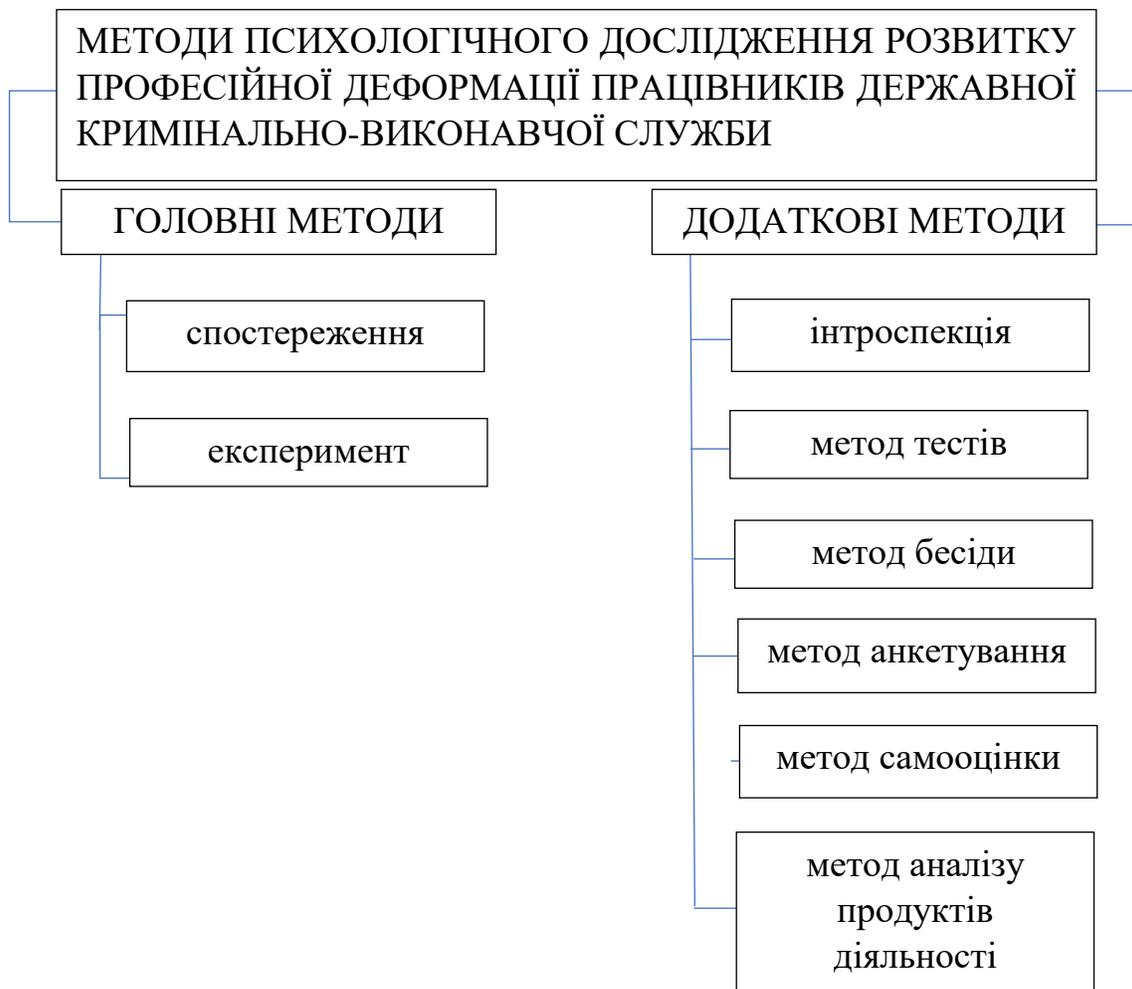 МЕТОДИ ПСИХОЛОГІЧНОГО ДОСЛІДЖЕННЯ РОЗВИТКУ
ПРОФЕСІЙНОЇ ДЕФОРМАЦІЇ ПРАЦІВНИКІВ ДЕРЖАВНОЇ
КРИМІНАЛЬНО-ВИКОНАВЧОЇ СЛУЖБИ
ГОЛОВНІ МЕТОДИ
спостереження
експеримент
ДОДАТКОВІ МЕТОДИ
інтроспекція
метод тестів
метод бесіди
метод анкетування
метод самооцінки
метод аналізу
продуктів
діяльності